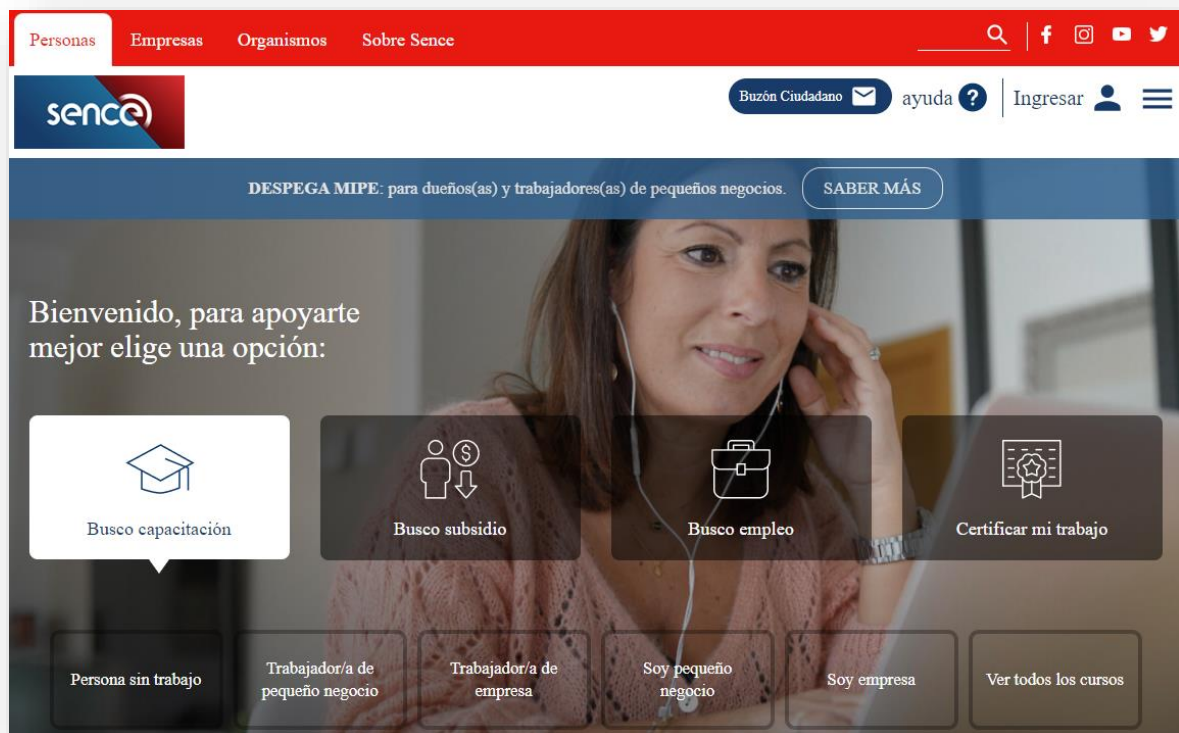 Personas Empresas Organismos Sobre Sence
sence
Buzón Ciudadano ayuda ? Ingresar
DESPEGA MIPE: para dueños(as) y trabajadores(as) de pequeños negocios. SABER MÁS
Bienvenido, para apoyarte
mejor elige una opción:
Busco capacitación
Busco subsidio
Busco empleo
Certificar mi trabajo
Persona sin trabajo
Trabajador/a de
pequeño negocio
Trabajador/a de
empresa
Soy pequeño
negocio
Soy empresa
Ver todos los cursos